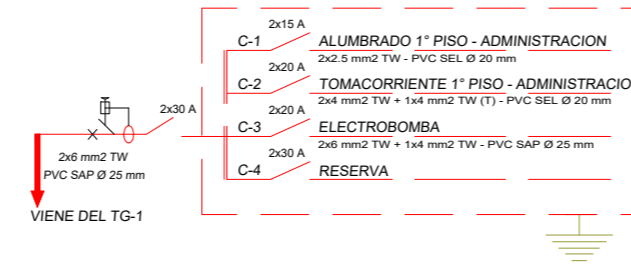 2x15 A
C-1 ALUMBRADO 1° PISO - ADMINISTRACION
2x2.5 mm2 TW - PVC SEL Ø 20 mm
2x20 A
C-2 TOMACORRIENTE 1° PISO - ADMINISTRACIO
2x4 mm2 TW + 1x4 mm2 TW (T) - PVC SEL Ø 20 mm
2x30 A
2x20 A
C-3 ELECTROBOMBA
2x6 mm2 TW + 1x4 mm2 TW - PVC SAP Ø 25 mm
2x30 A
C-4 RESERVA
2x6 mm2 TW
PVC SAP Ø 25 mm
VIENE DEL TG-1